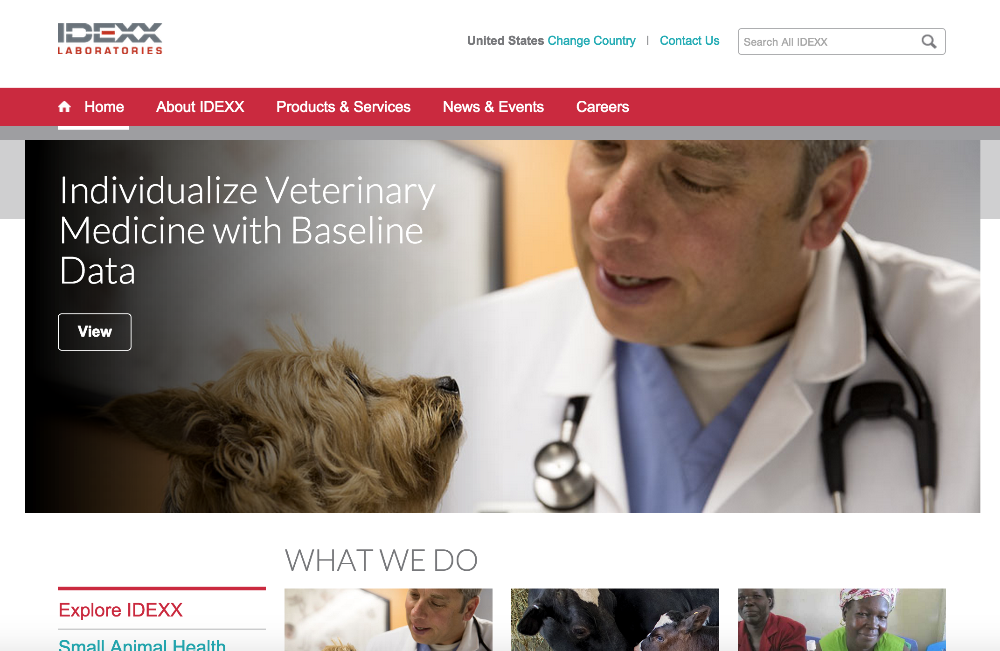 IDEXX
LABORATORIES
United States Change Country | Contact Us
Search All IDEXX
Home About IDEXX Products & Services News & Events Careers
Individualize Veterinary
Medicine with Baseline
Data
View
WHAT WE DO
Explore IDEXX
Small Animal Health